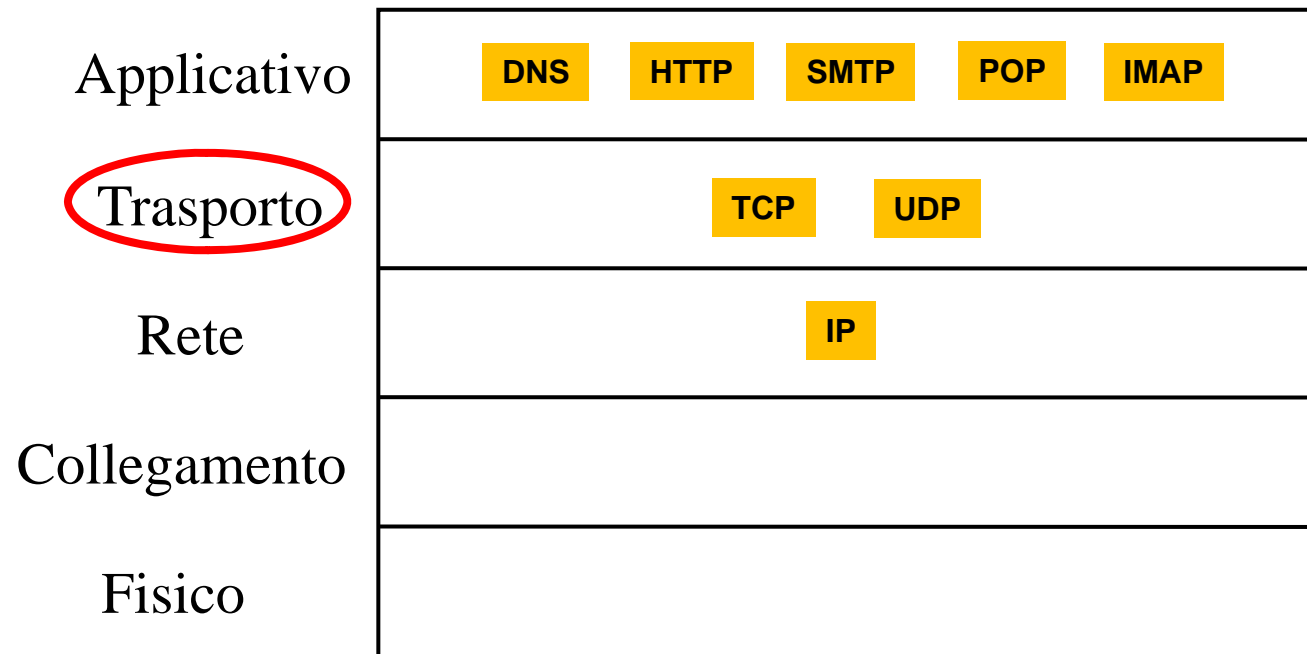 Applicativo DNS HTTP SMTP POP IMAP
Trasporto TCP UDP
Rete IP
Collegamento
Fisico